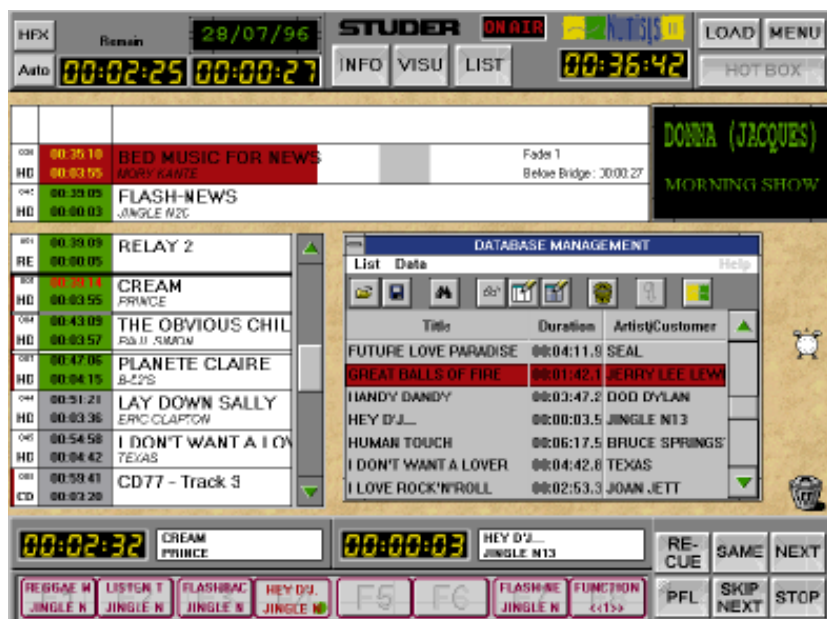 HFX
Remain
28/07/96
STUDER
ON AIR
NUMISYS
LOAD
MENU
Auto
00:02:25
00:00:27
INFO
VISU
LIST
00:36:42
HOT BOX
HD
00:35:10
00:03:55
BED MUSIC FOR NEWS
MORY KANTE
Fader 1
Before Bridge : 00:00:27
DONNA (JACQUES)
MORNING SHOW
HD
00:39:05
00:00:03
FLASH-NEWS
JINGLE N20
RE
00:39:09
00:00:05
RELAY 2
HD
00:39:14
00:03:55
CREAM
PRINCE
HD
00:43:09
00:03:57
THE OBVIOUS CHIL
PAUL SIMON
HD
00:47:06
00:04:15
PLANETE CLAIRE
B-52'S
HD
00:51:21
00:03:36
LAY DOWN SALLY
ERIC CLAPTON
HD
00:54:58
00:04:42
I DON'T WANT A LOV
TEXAS
CD
00:59:41
00:03:20
CD77 - Track 3
DATABASE MANAGEMENT
List Data Help
Title Duration Artist/Customer
FUTURE LOVE PARADISE 00:04:11.9 SEAL
GREAT BALLS OF FIRE 00:01:42.1 JERRY LEE LEWI
HANDY DANDY 00:03:47.2 BOB DYLAN
HEY D'J... 00:00:03.5 JINGLE N13
HUMAN TOUCH 00:06:17.5 BRUCE SPRINGS
I DON'T WANT A LOVER 00:04:42.8 TEXAS
I LOVE ROCK'N'ROLL 00:02:53.3 JOAN JETT
00:02:32
CREAM
PRINCE
00:00:03
HEY D'J...
JINGLE N13
RE-
CUE
SAME
NEXT
REGGAE M
JINGLE N
LISTEN T
JINGLE N
FLASHBAC
JINGLE N
HEY D'J.
JINGLE N
F5
F6
FLASH-NE
JINGLE N
FUNCTION
<<1>>
PFL
SKIP
NEXT
STOP